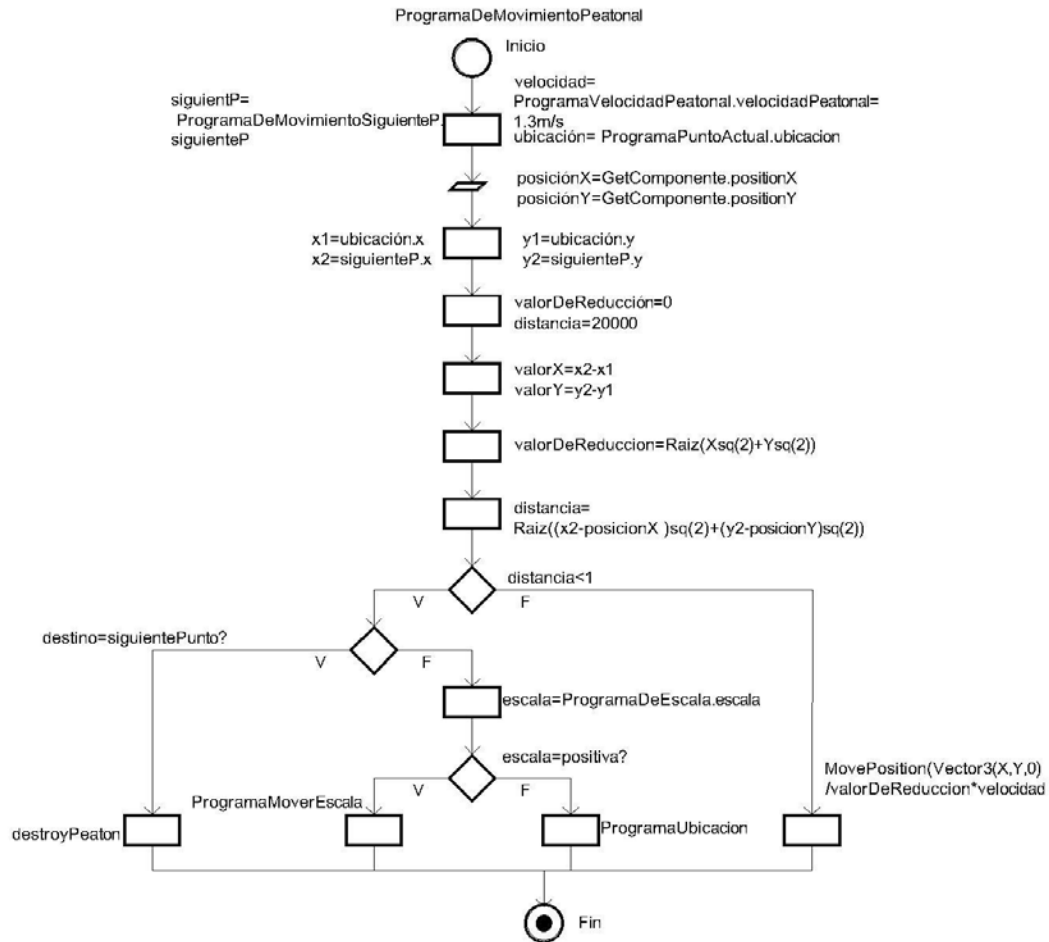 ProgramaDeMovimientoPeatonal
Inicio
siguientP=
ProgramaDeMovimientoSiguienteP.
siguienteP
velocidad=
ProgramaVelocidadPeatonal.velocidadPeatonal=
1.3m/s
ubicación= ProgramaPuntoActual.ubicacion
posiciónX=GetComponente.positionX
posiciónY=GetComponente.positionY
x1=ubicación.x
x2=siguienteP.x
y1=ubicación.y
y2=siguienteP.y
valorDeReducción=0
distancia=20000
valorX=x2-x1
valorY=y2-y1
valorDeReduccion=Raiz(Xsq(2)+Ysq(2))
distancia=
Raiz((x2-posicionX )sq(2)+(y2-posicionY)sq(2))
distancia<1
V
F
destino=siguientePunto?
V
F
escala=ProgramaDeEscala.escala
escala=positiva?
V
F
MovePosition(Vector3(X,Y,0)
/valorDeReduccion*velocidad
ProgramaMoverEscala
destroyPeaton
ProgramaUbicacion
Fin